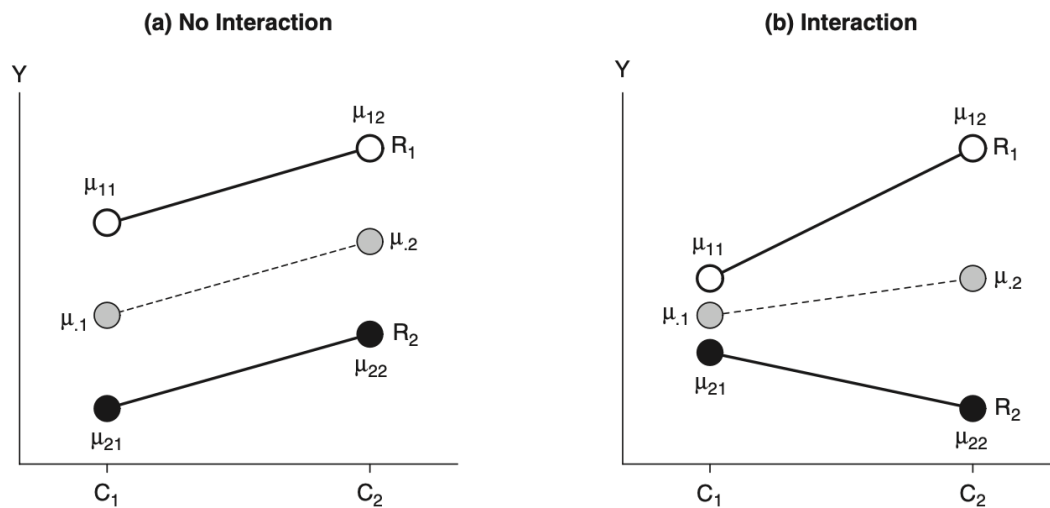 (a) No Interaction
Y
μ12
R1
μ11
μ.2
μ.1
R2
μ22
μ21
C1
C2
(b) Interaction
Y
μ12
R1
μ11
μ.2
μ.1
μ21
R2
μ22
C1
C2